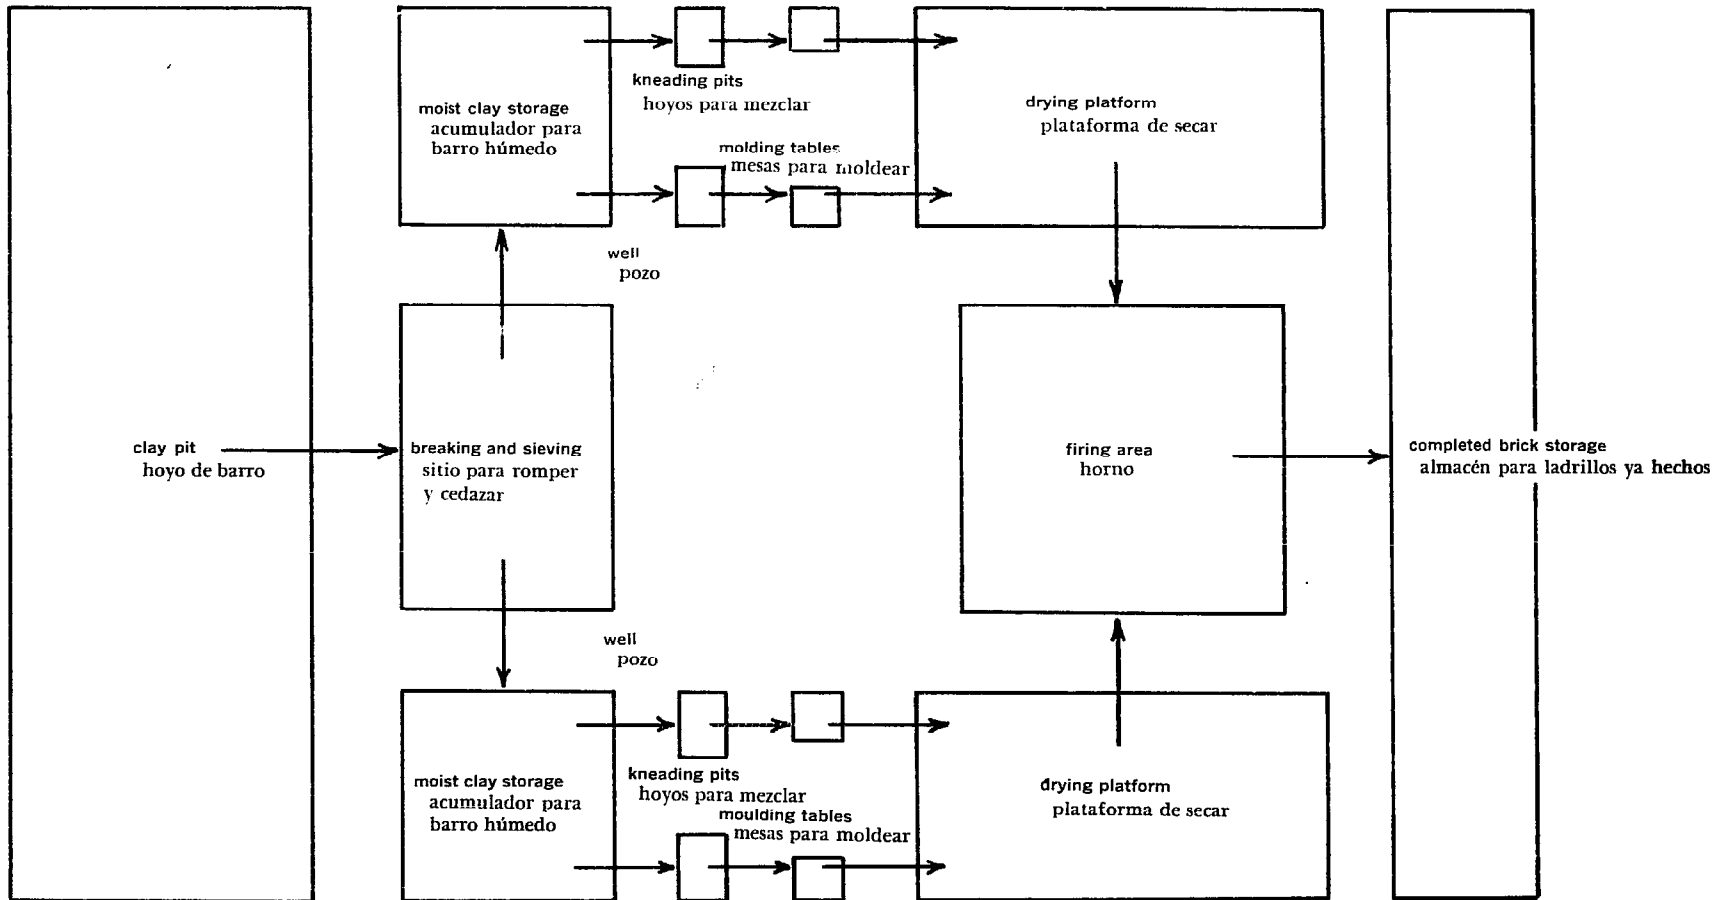 kneading pits
hoyos para mezclar
moist clay storage
acumulador para
barro húmedo
drying platform
plataforma de secar
molding tables
mesas para moldear
well
pozo
clay pit
hoyo de barro
breaking and sieving
sitio para romper
y cedazar
firing area
horno
completed brick storage
almacén para ladrillos ya hechos
well
pozo
moist clay storage
acumulador para
barro húmedo
kneading pits
hoyos para mezclar
moulding tables
mesas para moldear
drying platform
plataforma de secar